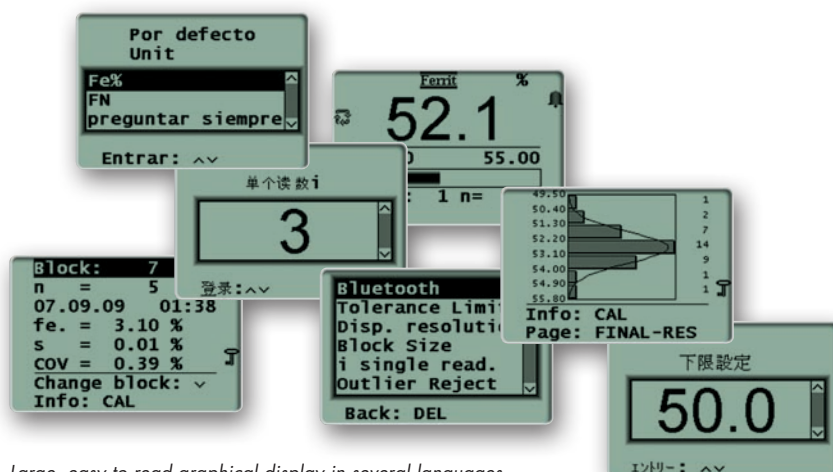 Por defecto
Unit
Fe%
FN
preguntar siempre
Entrar:
Ferrit %
52.1
55.00
1 n=
单个读数i
3
登录:
49.50
50.40
51.30
52.20
53.10
54.00
54.90
55.80
1
2
7
14
9
1
1
Info: CAL
Page: FINAL-RES
Block: 7
n = 5
07.09.09 01:38
fe. = 3.10 %
s = 0.01 %
COV = 0.39 %
Change block:
Info: CAL
Bluetooth
Tolerance Limi
Disp. resolutio
Block Size
i single read.
Outlier Reject
Back: DEL
下限設定
50.0
エントリー:
Large, easy to read graphical display in several languages